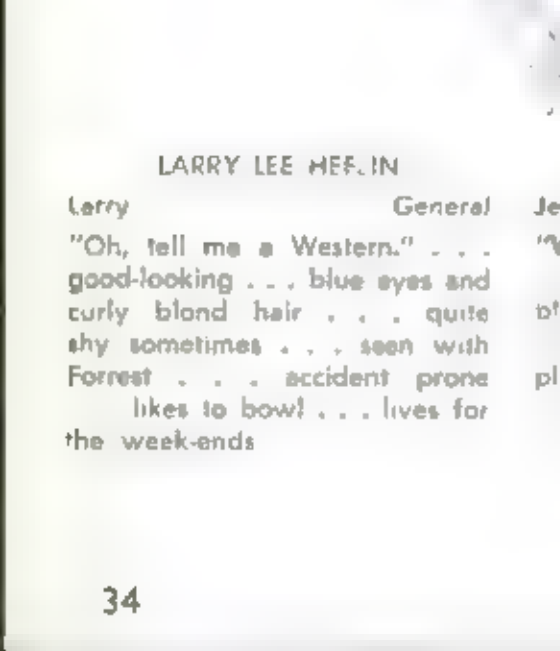 LARRY LEE HEFLIN
Larry General
"Oh, tell me a Western." . . .
good-looking . . . blue eyes and
curly blond hair . . . quite
shy sometimes . . . seen with
Forrest . . . accident prone
likes to bowl . . . lives for
the week-ends
34